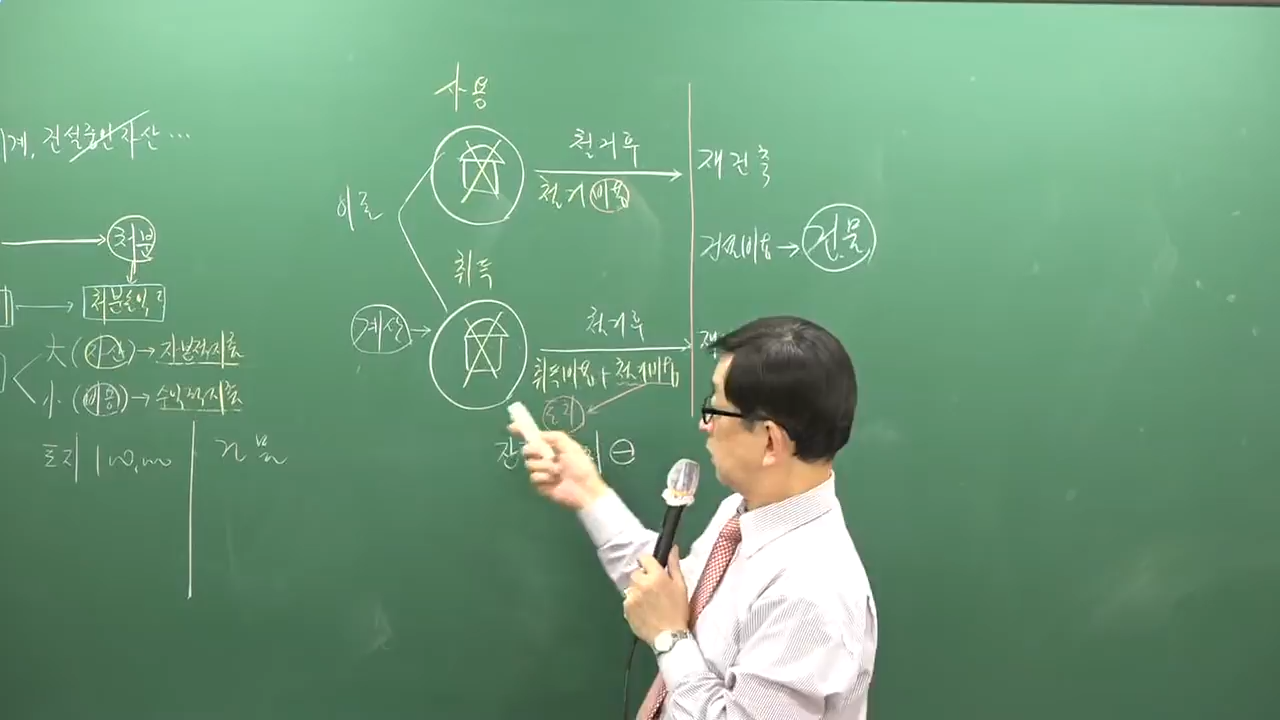 계, 건설중인자산 ...
처분
처분손익
大 (자산) → 자본적지출
小 (비용) → 수익적지출
토지 100,000
건물
사용
철거후
철거비용
재건축
건설비용 → 건물
취득
계산 →
철거후
취득비용 + 철거비용
토지
⊖